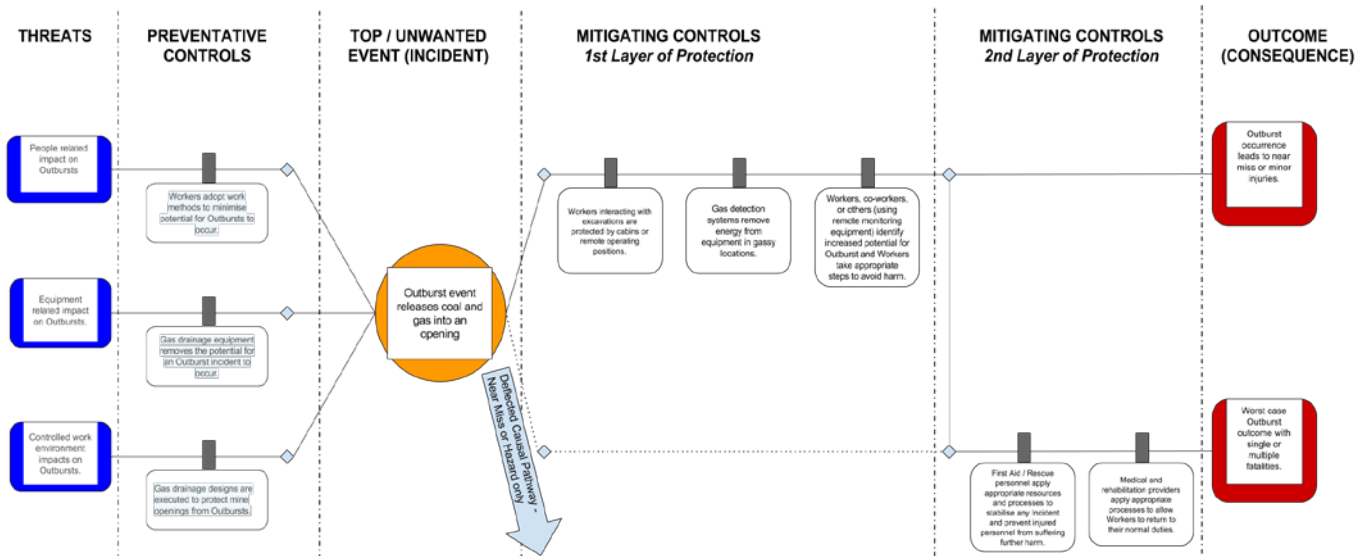 THREATS
PREVENTATIVE
CONTROLS
TOP / UNWANTED
EVENT (INCIDENT)
MITIGATING CONTROLS
1st Layer of Protection
MITIGATING CONTROLS
2nd Layer of Protection
OUTCOME
(CONSEQUENCE)
People related
impact on
Outbursts
Workers adopt work
methods to minimise
potential for Outbursts to
occur.
Equipment
related impact
on Outbursts.
Gas drainage equipment
removes the potential for
an Outburst incident to
occur.
Controlled work
environment
impacts on
Outbursts.
Gas drainage designs are
executed to protect mine
openings from Outbursts.
Outburst event
releases coal and
gas into an
opening
Deflected Causal Pathway -
Near Miss or Hazard only
Workers interacting with
excavations are
protected by cabins or
remote operating
positions.
Gas detection
systems remove
energy from
equipment in gassy
locations.
Workers, co-workers,
or others (using
remote monitoring
equipment) identify
increased potential for
Outburst and Workers
take appropriate
steps to avoid harm.
First Aid / Rescue
personnel apply
appropriate resources
and processes to
stabilise any Incident
and prevent injured
personnel from suffering
further harm.
Medical and
rehabilitation providers
apply appropriate
processes to allow
Workers to return to
their normal duties.
Outburst
occurrence
leads to near
miss or minor
injuries.
Worst case
Outburst
outcome with
single or
multiple
fatalities.